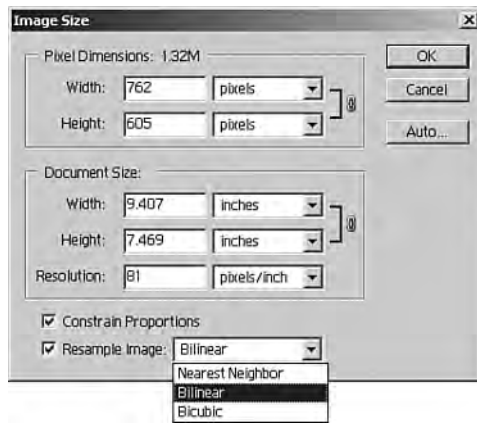 Image Size
Pixel Dimensions: 1.32M
Width: 762 pixels
Height: 605 pixels
OK
Cancel
Auto...
Document Size:
Width: 9.407 inches
Height: 7.469 inches
Resolution: 81 pixels/inch
Constrain Proportions
Resample Image: Bilinear
Nearest Neighbor
Bilinear
Bicubic